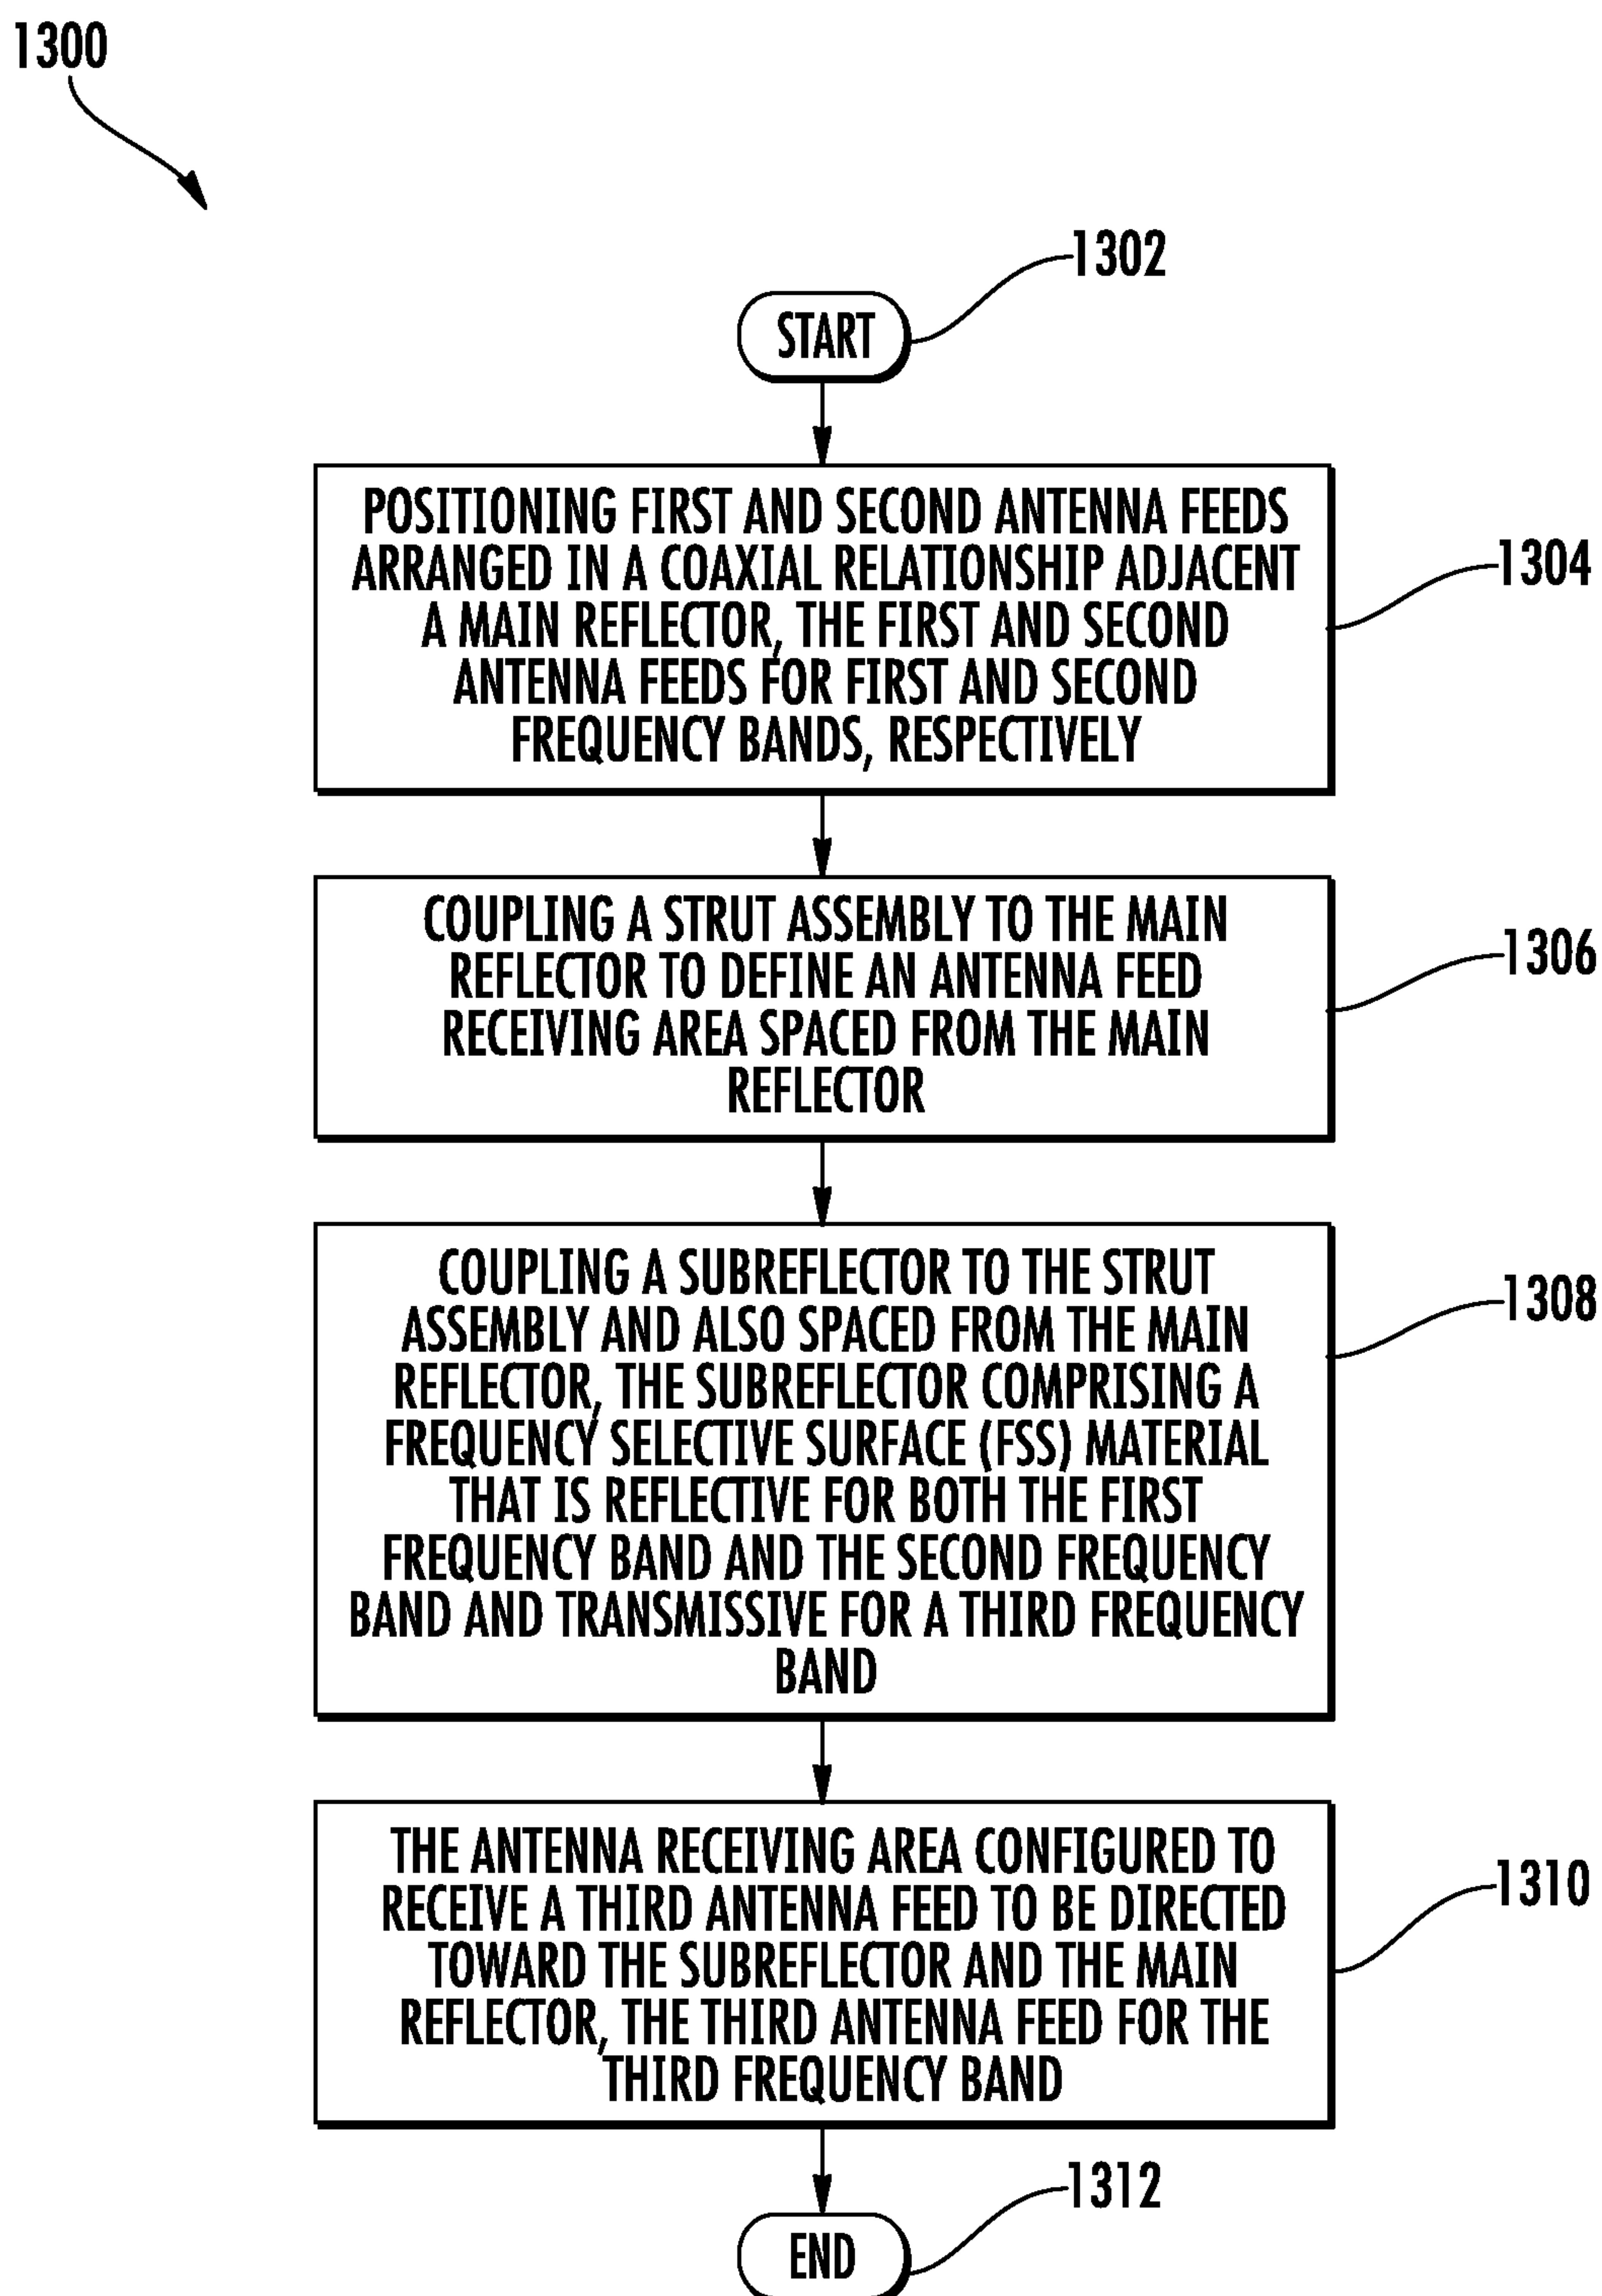 1300
1302
START
POSITIONING FIRST AND SECOND ANTENNA FEEDS
ARRANGED IN A COAXIAL RELATIONSHIP ADJACENT
A MAIN REFLECTOR, THE FIRST AND SECOND
ANTENNA FEEDS FOR FIRST AND SECOND
FREQUENCY BANDS, RESPECTIVELY
1304
COUPLING A STRUT ASSEMBLY TO THE MAIN
REFLECTOR TO DEFINE AN ANTENNA FEED
RECEIVING AREA SPACED FROM THE MAIN
REFLECTOR
1306
COUPLING A SUBREFLECTOR TO THE STRUT
ASSEMBLY AND ALSO SPACED FROM THE MAIN
REFLECTOR, THE SUBREFLECTOR COMPRISING A
FREQUENCY SELECTIVE SURFACE (FSS) MATERIAL
THAT IS REFLECTIVE FOR BOTH THE FIRST
FREQUENCY BAND AND THE SECOND FREQUENCY
BAND AND TRANSMISSIVE FOR A THIRD FREQUENCY
BAND
1308
THE ANTENNA RECEIVING AREA CONFIGURED TO
RECEIVE A THIRD ANTENNA FEED TO BE DIRECTED
TOWARD THE SUBREFLECTOR AND THE MAIN
REFLECTOR, THE THIRD ANTENNA FEED FOR THE
THIRD FREQUENCY BAND
1310
1312
END